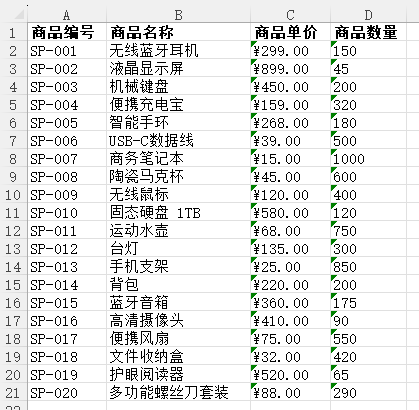 A B C D
1 商品编号 商品名称 商品单价 商品数量
2 SP-001 无线蓝牙耳机 ¥299.00 150
3 SP-002 液晶显示屏 ¥899.00 45
4 SP-003 机械键盘 ¥450.00 200
5 SP-004 便携充电宝 ¥159.00 320
6 SP-005 智能手环 ¥268.00 180
7 SP-006 USB-C数据线 ¥39.00 500
8 SP-007 商务笔记本 ¥15.00 1000
9 SP-008 陶瓷马克杯 ¥45.00 600
10 SP-009 无线鼠标 ¥120.00 400
11 SP-010 固态硬盘 1TB ¥580.00 120
12 SP-011 运动水壶 ¥68.00 750
13 SP-012 台灯 ¥135.00 300
14 SP-013 手机支架 ¥25.00 850
15 SP-014 背包 ¥220.00 200
16 SP-015 蓝牙音箱 ¥360.00 175
17 SP-016 高清摄像头 ¥410.00 90
18 SP-017 便携风扇 ¥75.00 550
19 SP-018 文件收纳盒 ¥32.00 420
20 SP-019 护眼阅读器 ¥520.00 65
21 SP-020 多功能螺丝刀套装 ¥88.00 290